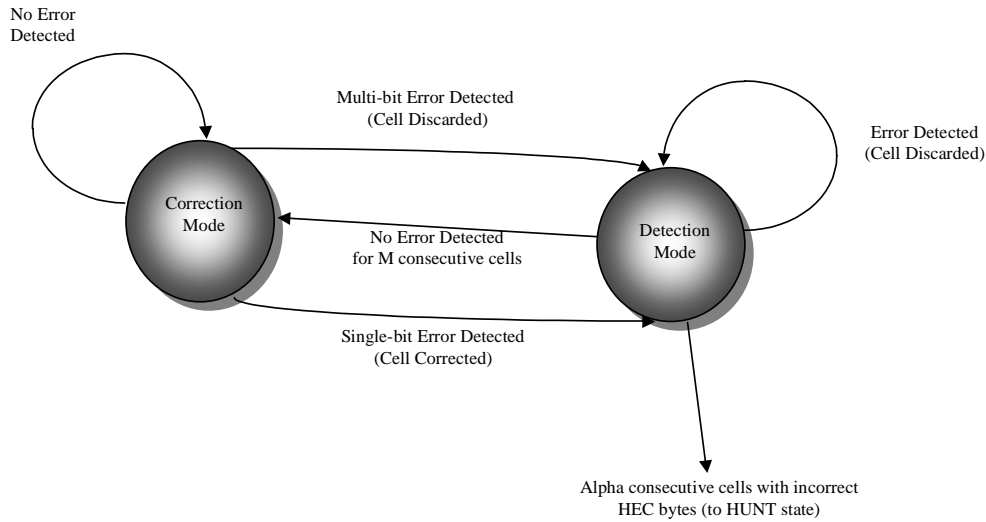 No Error
Detected
Multi-bit Error Detected
(Cell Discarded)
Error Detected
(Cell Discarded)
Correction
Mode
Detection
Mode
No Error Detected
for M consecutive cells
Single-bit Error Detected
(Cell Corrected)
Alpha consecutive cells with incorrect
HEC bytes (to HUNT state)